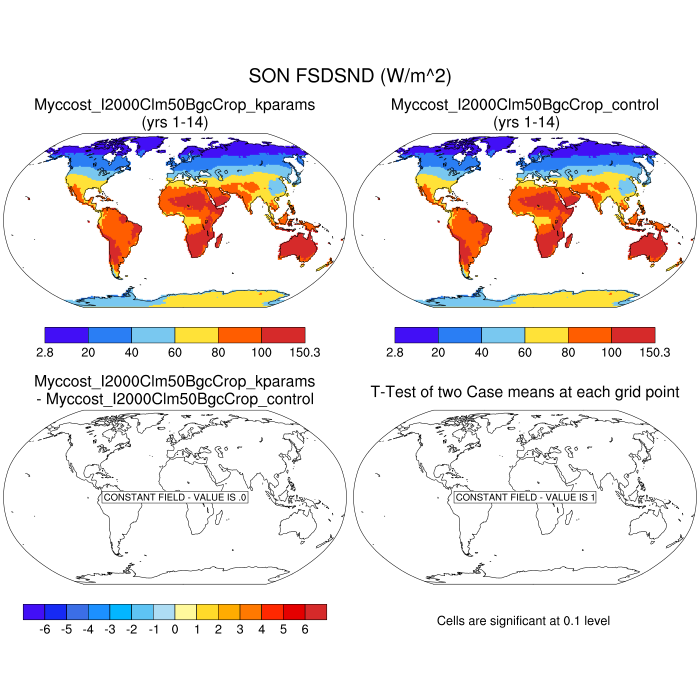 SON FSDSND (W/m^2)
Myccost_I2000Clm50BgcCrop_kparams
(yrs 1-14)
Myccost_I2000Clm50BgcCrop_control
(yrs 1-14)
2.8 20 40 60 80 100 150.3
2.8 20 40 60 80 100 150.3
Myccost_I2000Clm50BgcCrop_kparams
- Myccost_I2000Clm50BgcCrop_control
T-Test of two Case means at each grid point
CONSTANT FIELD - VALUE IS .0
CONSTANT FIELD - VALUE IS 1
-6 -5 -4 -3 -2 -1 0 1 2 3 4 5 6
Cells are significant at 0.1 level